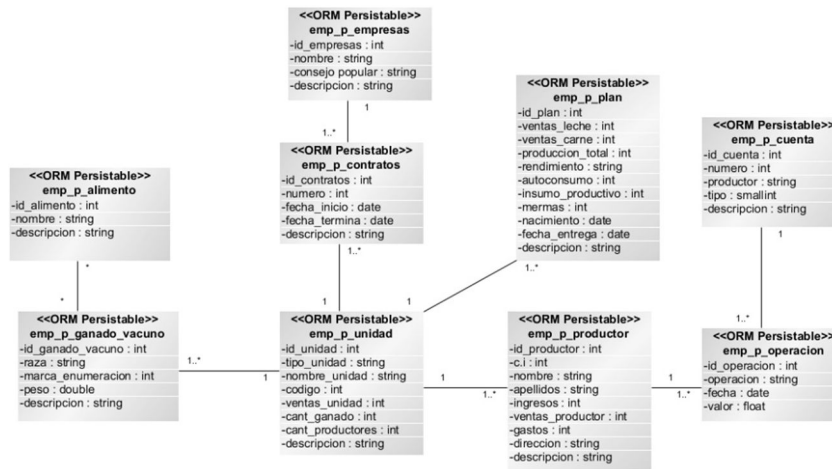 <<ORM Persistable>>
emp_p_empresas
-id_empresas : int
-nombre : string
-consejo popular : string
-descripcion : string
1
1..*
<<ORM Persistable>>
emp_p_contratos
-id_contratos : int
-numero : int
-fecha_inicio : date
-fecha_termina : date
-descripcion : string
1..*
1
<<ORM Persistable>>
emp_p_plan
-id_plan : int
-ventas_leche : int
-ventas_carne : int
-produccion_total : int
-rendimiento : string
-autoconsumo : int
-insumo_productivo : int
-mermas : int
-nacimiento : date
-fecha_entrega : date
-descripcion : string
1..*
1
<<ORM Persistable>>
emp_p_cuenta
-id_cuenta : int
-numero : int
-productor : string
-tipo : smallint
-descripcion : string
1
1..*
<<ORM Persistable>>
emp_p_alimento
-id_alimento : int
-nombre : string
-descripcion : string
*
*
<<ORM Persistable>>
emp_p_ganado_vacuno
-id_ganado_vacuno : int
-raza : string
-marca_enumeracion : int
-peso : double
-descripcion : string
1..*
1
<<ORM Persistable>>
emp_p_unidad
-id_unidad : int
-tipo_unidad : string
-nombre_unidad : string
-codigo : int
-ventas_unidad : int
-cant_ganado : int
-cant_productores : int
-descripcion : string
1
1..*
<<ORM Persistable>>
emp_p_productor
-id_productor : int
-c.i : int
-nombre : string
-apellidos : string
-ingresos : int
-ventas_productor : int
-gastos : int
-direccion : string
-descripcion : string
1
1..*
<<ORM Persistable>>
emp_p_operacion
-id_operacion : int
-operacion : string
-fecha : date
-valor : float